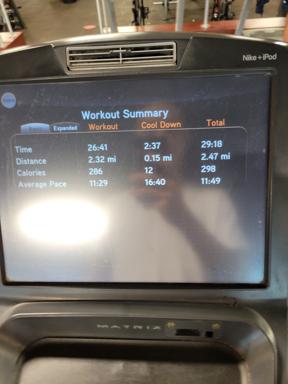 Nike + iPod
Workout Summary
Expanded Workout Cool Down Total
Time 26:41 2:37 29:18
Distance 2.32 mi 0.15 mi 2.47 mi
Calories 286 12 298
Average Pace 11:29 16:40 11:49
MATRIX